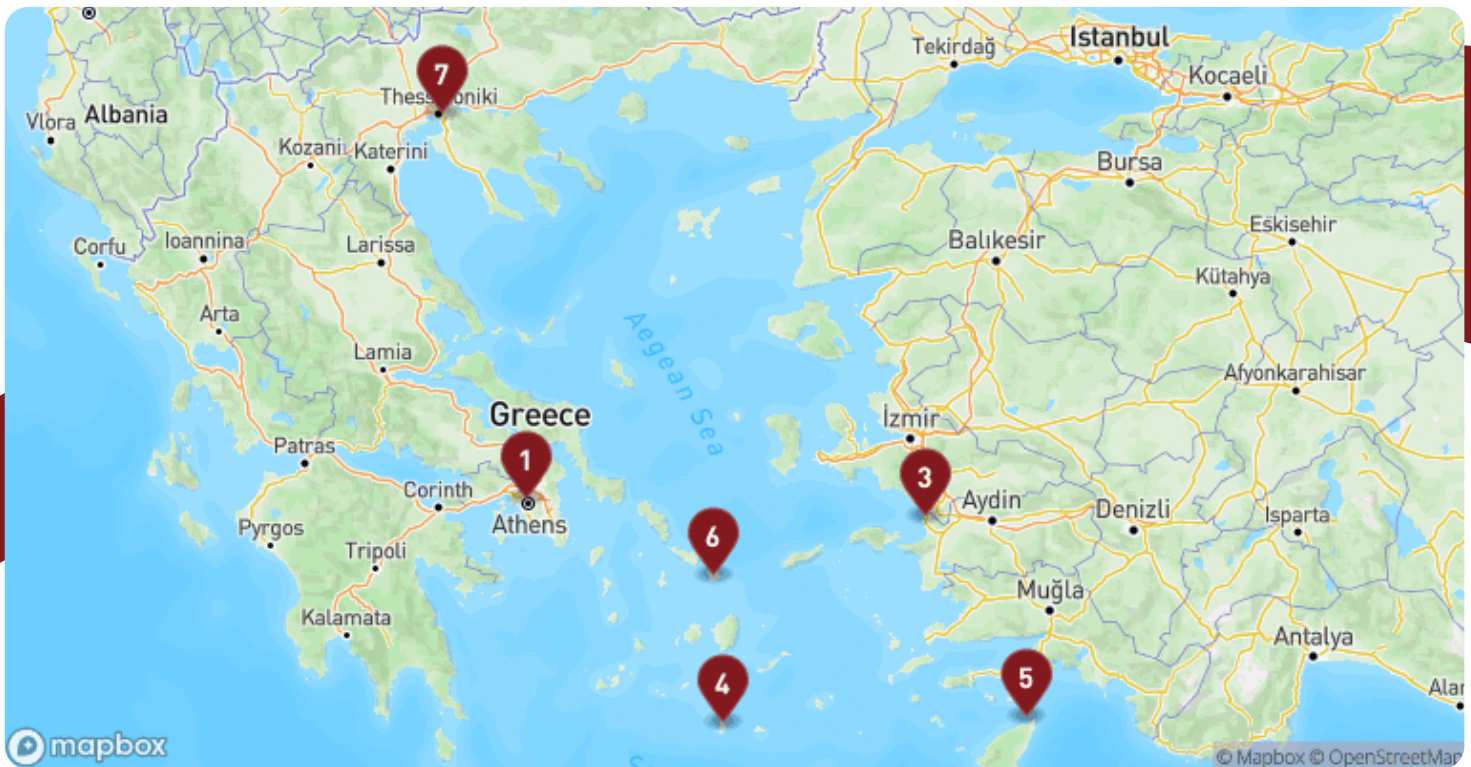 Istanbul
Tekirdağ
Kocaeli
7
Vlora
Albania
Kozani
Katerini
Bursa
Corfu
Ioannina
Larissa
Balıkesir
Eskisehir
Kütahya
Arta
Aegean Sea
Lamia
Afyonkarahisar
Greece
İzmir
Patras
1
3
Corinth
Athens
Aydin
Denizli
Isparta
Pyrgos
6
Tripoli
Muğla
Kalamata
Antalya
4
5
mapbox
© Mapbox © OpenStreetMap